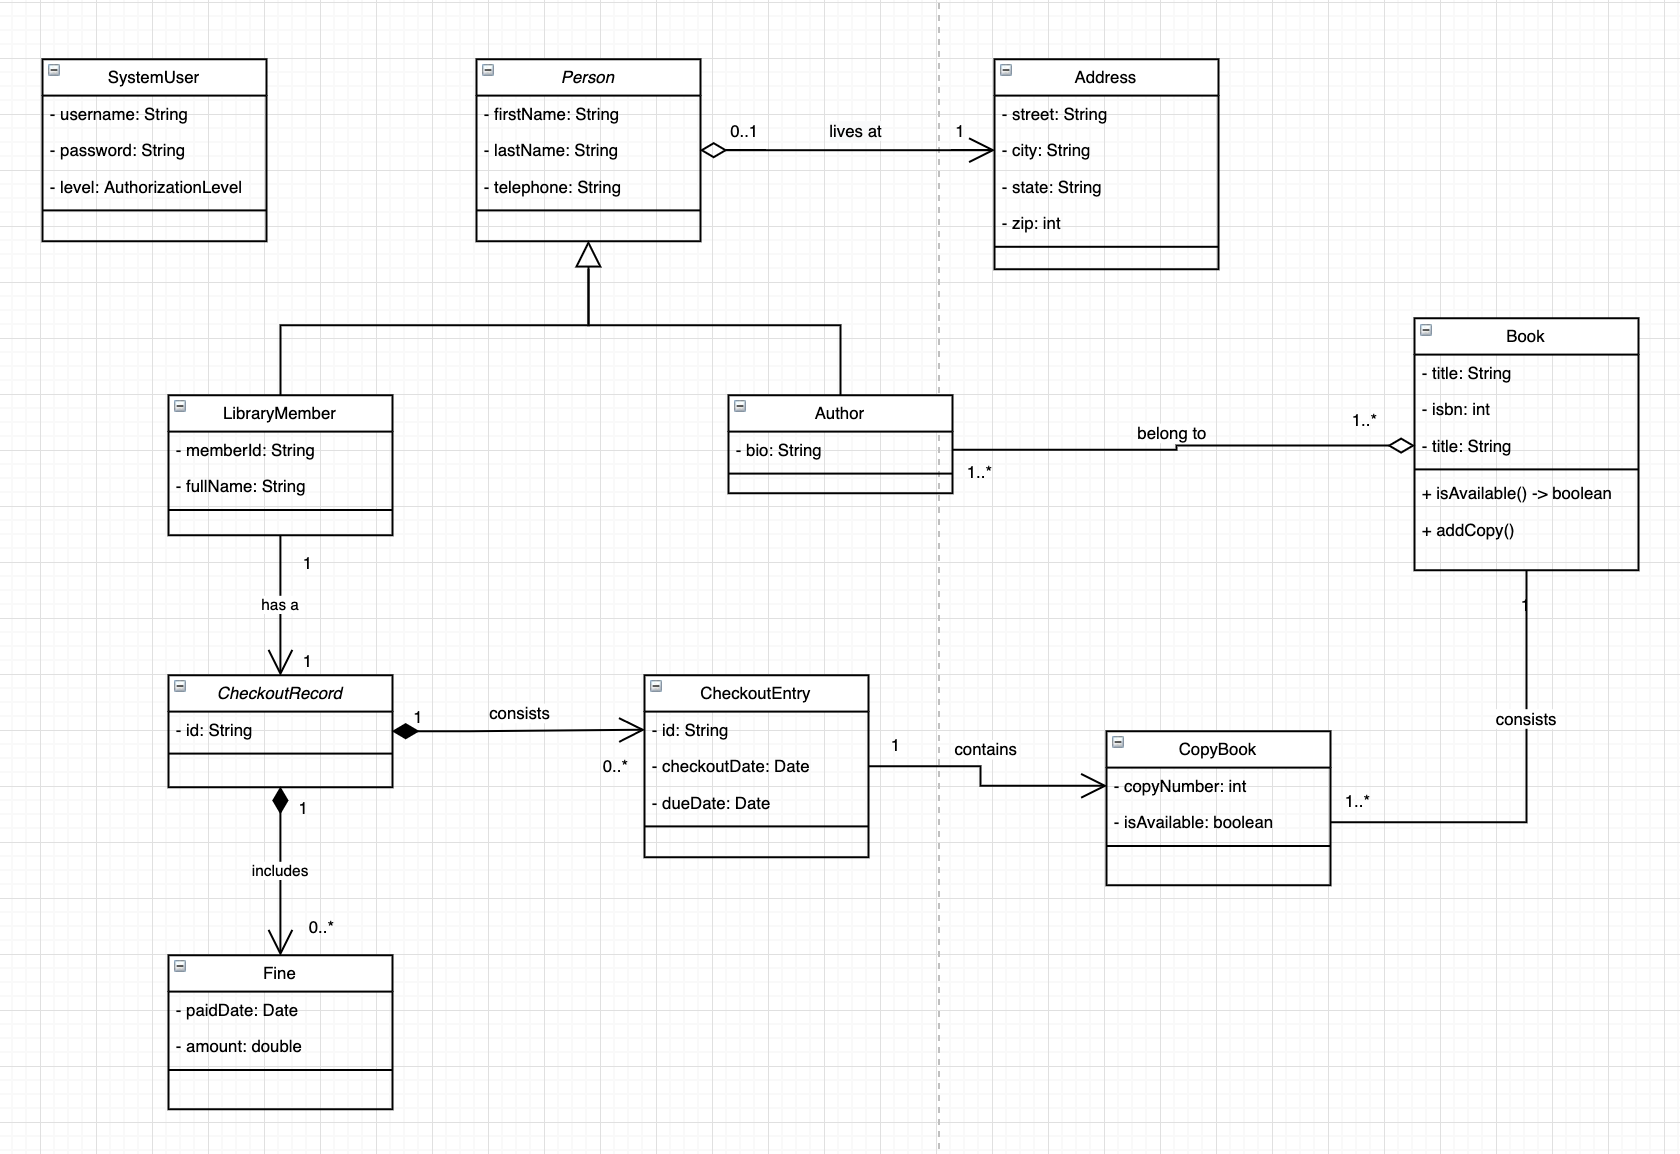 SystemUser
- username: String
- password: String
- level: AuthorizationLevel
Person
- firstName: String
- lastName: String
- telephone: String
0..1
lives at
1
Address
- street: String
- city: String
- state: String
- zip: int
LibraryMember
- memberId: String
- fullName: String
Author
- bio: String
1..*
belong to
1..*
Book
- title: String
- isbn: int
- title: String
+ isAvailable() -> boolean
+ addCopy()
1
has a
1
1
consists
CheckoutRecord
- id: String
1
consists
0..*
CheckoutEntry
- id: String
- checkoutDate: Date
- dueDate: Date
1
contains
CopyBook
- copyNumber: int
- isAvailable: boolean
1..*
1
includes
0..*
Fine
- paidDate: Date
- amount: double